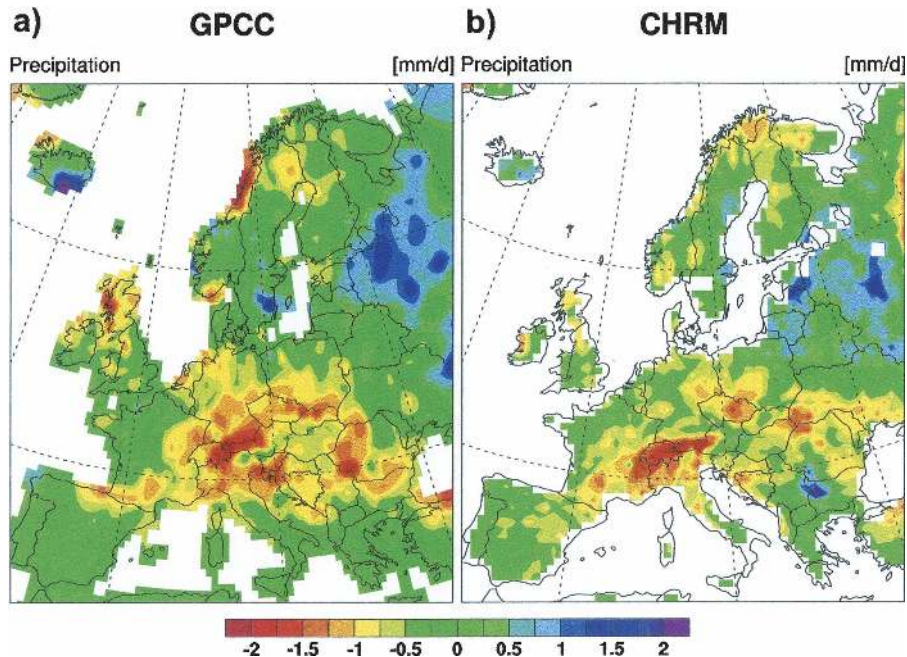 a) GPCC
Precipitation [mm/d]
b) CHRM
Precipitation [mm/d]
-2 -1.5 -1 -0.5 0 0.5 1 1.5 2